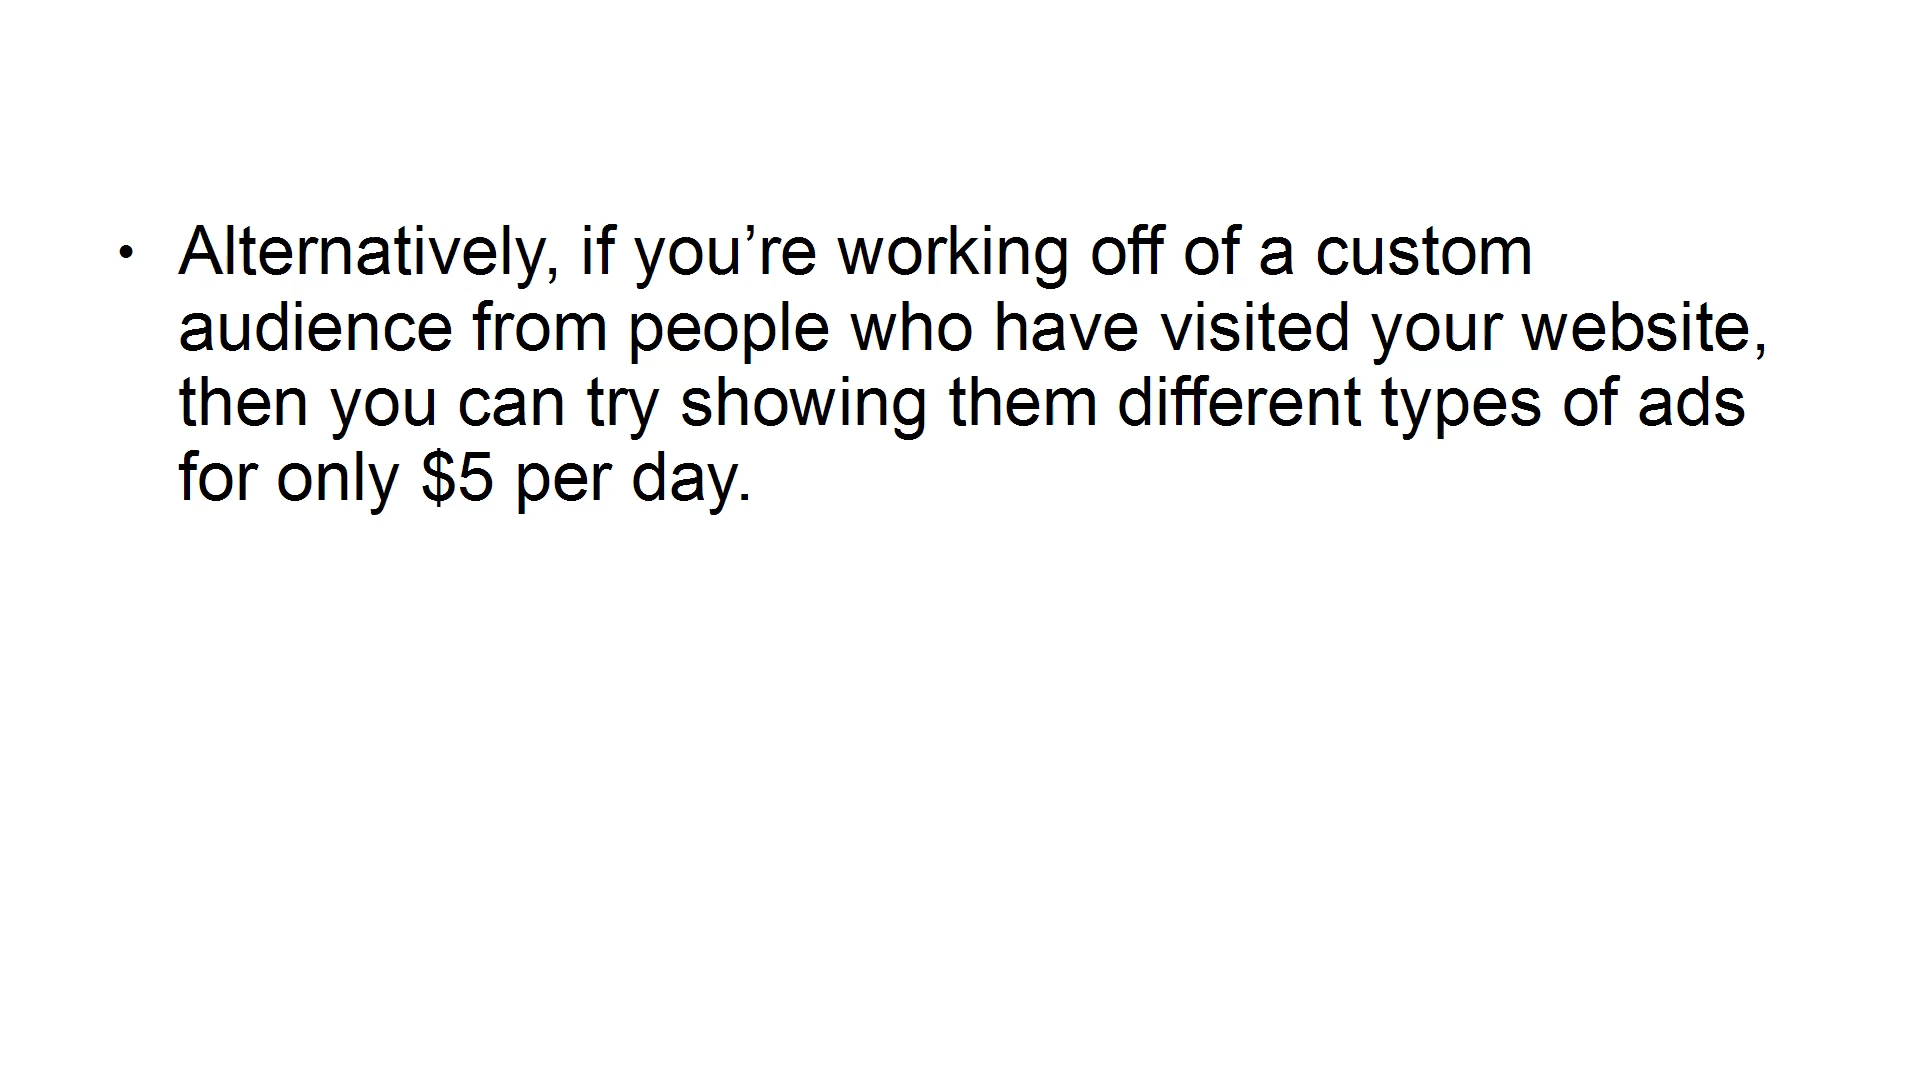 • Alternatively, if you’re working off of a custom
audience from people who have visited your website,
then you can try showing them different types of ads
for only $5 per day.